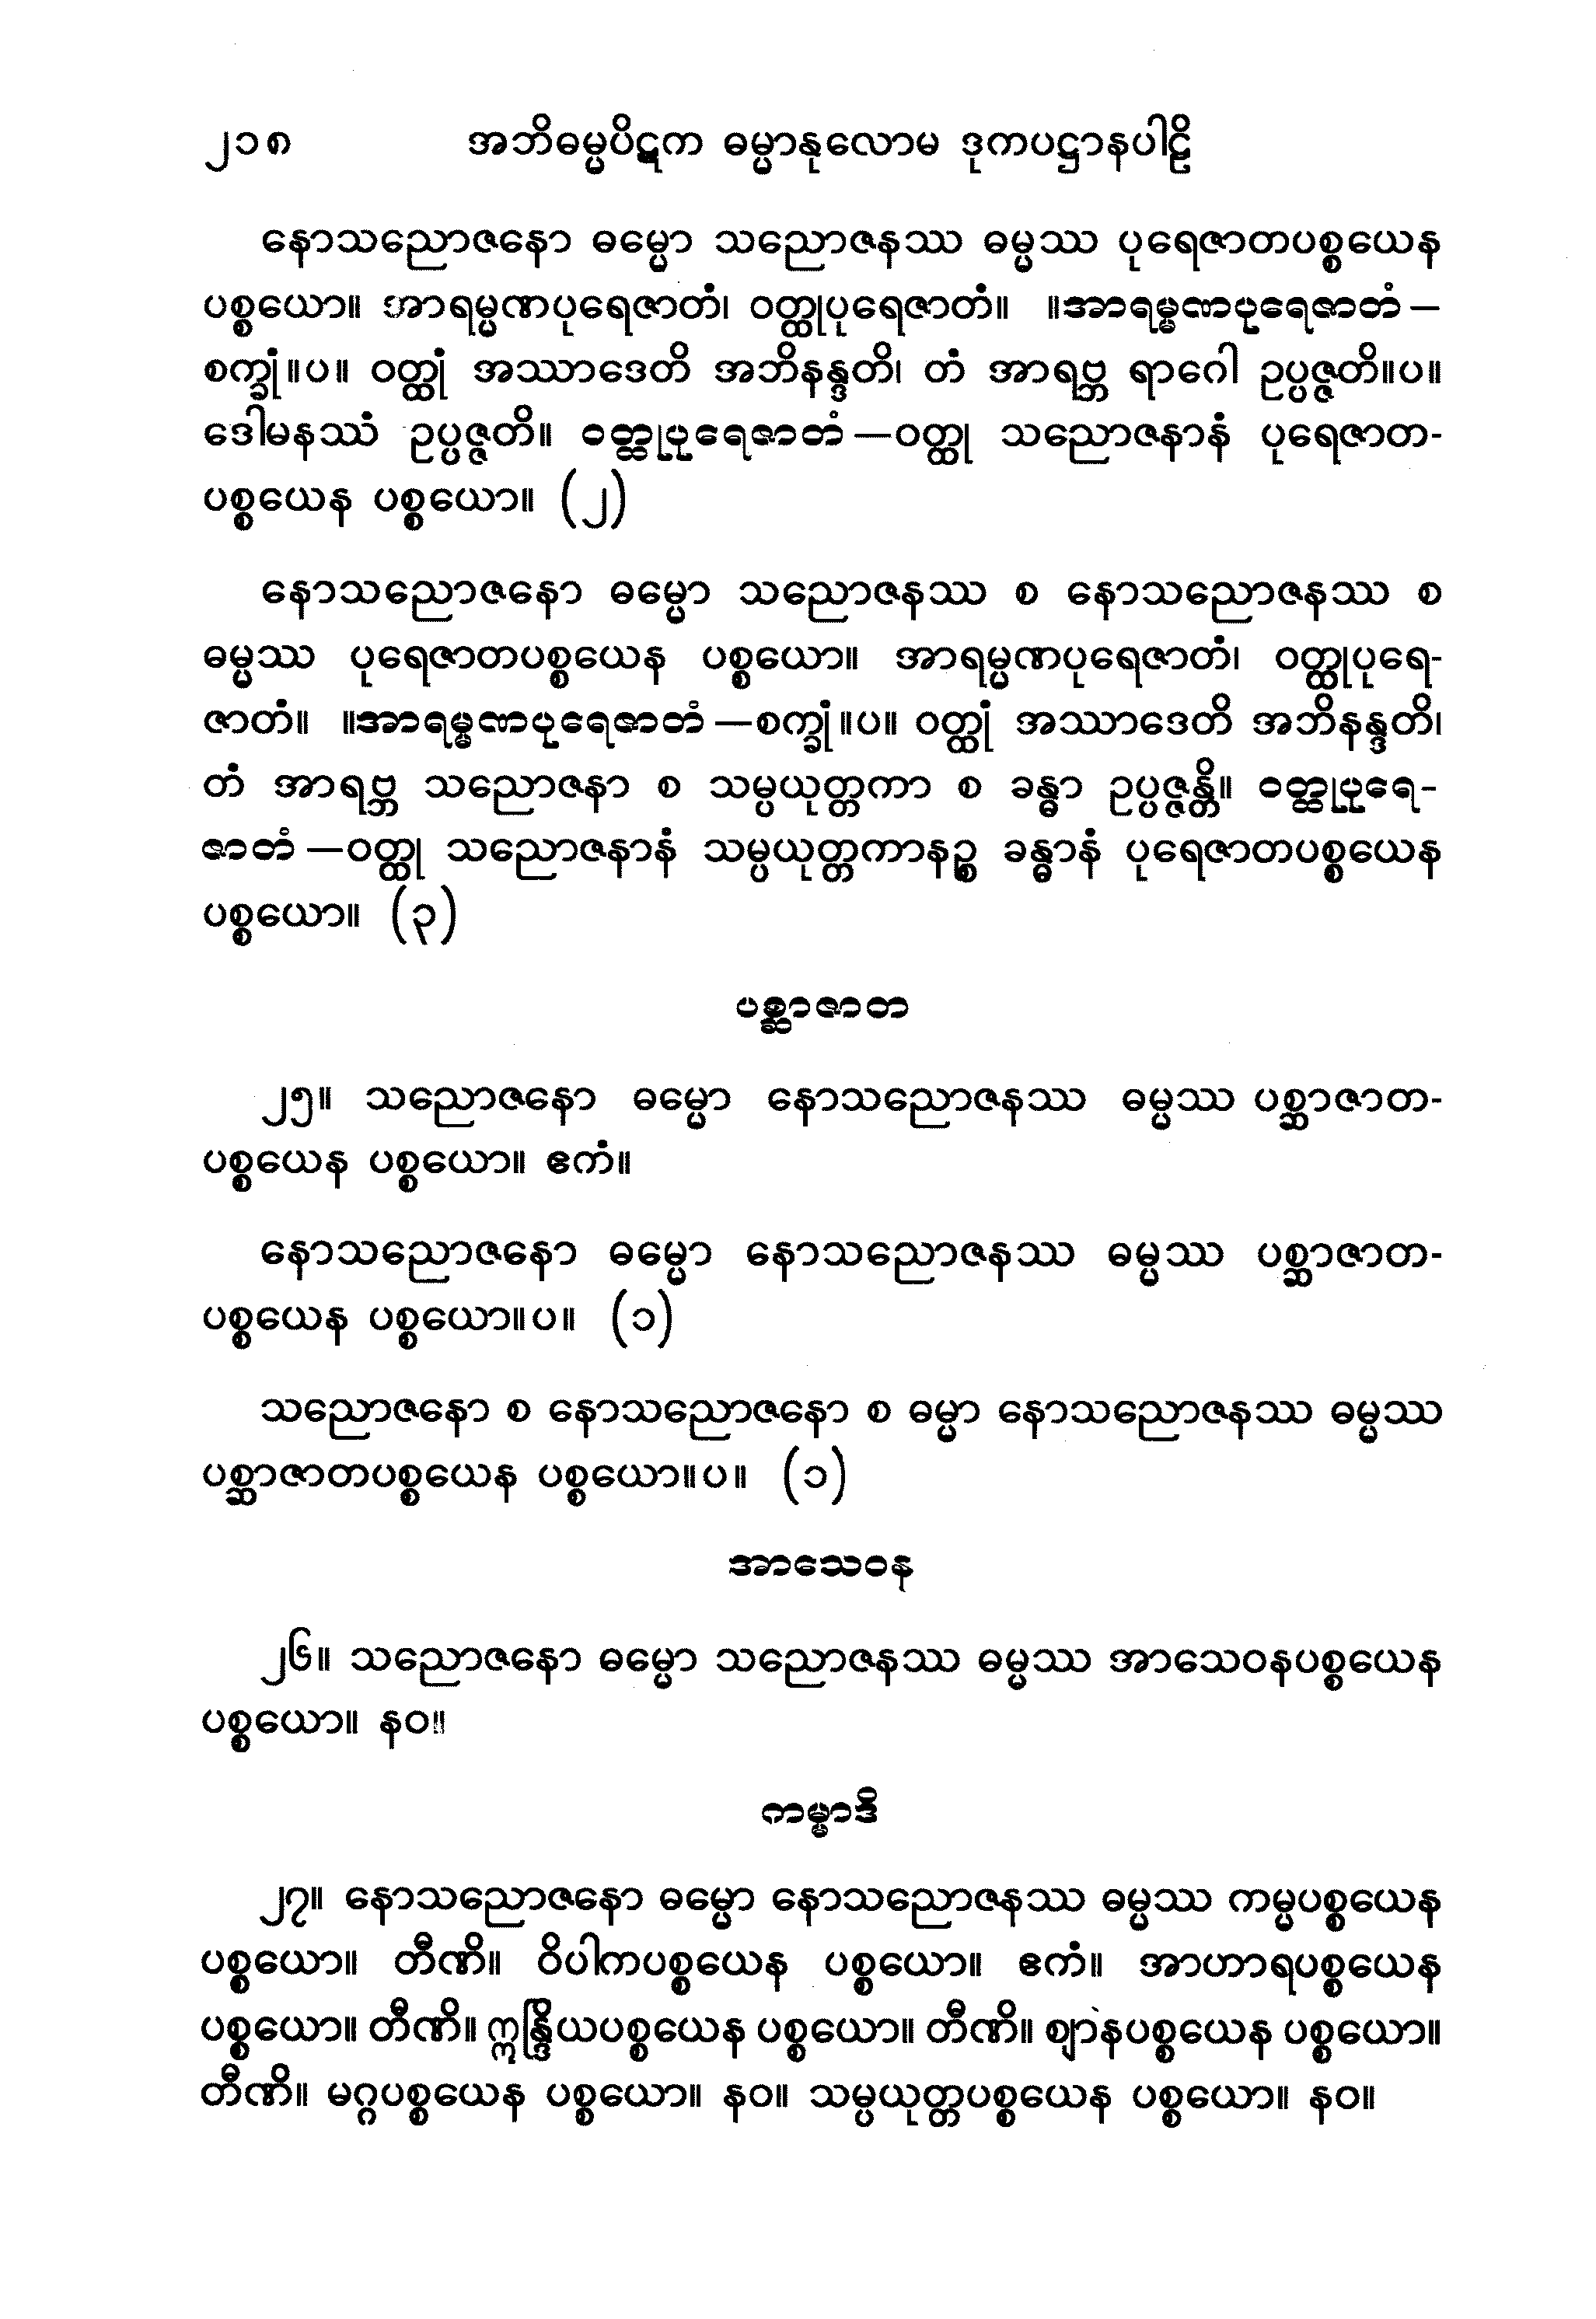 ၂၁၈ အဘိဓမ္မပိဋက ဓမ္မာနုလောမ ဒုကပဋ္ဌာနပါဠိ
နောသညောဇနော ဓမ္မော သညောဇနဿ ဓမ္မဿ ပုရေဇာတပစ္စယေန
ပစ္စယော။ အာရမ္မဏပုရေဇာတံ၊ ဝတ္ထုပုရေဇာတံ။ ။အာရမ္မဏပုရေဇာတံ—
စက္ခုံ။ပ။ ဝတ္ထုံ အဿာဒေတိ အဘိနန္ဒတိ၊ တံ အာရဗ္ဘ ရာဂေါ ဥပ္ပဇ္ဇတိ။ပ။
ဒေါမနဿံ ဥပ္ပဇ္ဇတိ။ ဝတ္ထုပုရေဇာတံ—ဝတ္ထု သညောဇနာနံ ပုရေဇာတ-
ပစ္စယေန ပစ္စယော။ (၂)
နောသညောဇနော ဓမ္မော သညောဇနဿ စ နောသညောဇနဿ စ
ဓမ္မဿ ပုရေဇာတပစ္စယေန ပစ္စယော။ အာရမ္မဏပုရေဇာတံ၊ ဝတ္ထုပုရေ-
ဇာတံ။ ။အာရမ္မဏပုရေဇာတံ—စက္ခုံ။ပ။ ဝတ္ထုံ အဿာဒေတိ အဘိနန္ဒတိ၊
တံ အာရဗ္ဘ သညောဇနာ စ သမ္ပယုတ္တကာ စ ခန္ဓာ ဥပ္ပဇ္ဇန္တိ။ ဝတ္ထုပုရေ-
ဇာတံ—ဝတ္ထု သညောဇနာနံ သမ္ပယုတ္တကာနဉ္စ ခန္ဓာနံ ပုရေဇာတပစ္စယေန
ပစ္စယော။ (၃)
ပစ္ဆာဇာတ
၂၅။ သညောဇနော ဓမ္မော နောသညောဇနဿ ဓမ္မဿ ပစ္ဆာဇာတ-
ပစ္စယေန ပစ္စယော။ ဧကံ။
နောသညောဇနော ဓမ္မော နောသညောဇနဿ ဓမ္မဿ ပစ္ဆာဇာတ-
ပစ္စယေန ပစ္စယော။ပ။ (၁)
သညောဇနော စ နောသညောဇနော စ ဓမ္မာ နောသညောဇနဿ ဓမ္မဿ
ပစ္ဆာဇာတပစ္စယေန ပစ္စယော။ပ။ (၁)
အာသေဝန
၂၆။ သညောဇနော ဓမ္မော သညောဇနဿ ဓမ္မဿ အာသေဝနပစ္စယေန
ပစ္စယော။ နဝ။
ကမ္မာဒိ
၂၇။ နောသညောဇနော ဓမ္မော နောသညောဇနဿ ဓမ္မဿ ကမ္မပစ္စယေန
ပစ္စယော။ တီဏိ။ ဝိပါကပစ္စယေန ပစ္စယော။ ဧကံ။ အာဟာရပစ္စယေန
ပစ္စယော။ တီဏိ။ ဣန္ဒြိယပစ္စယေန ပစ္စယော။ တီဏိ။ ဈာနပစ္စယေန ပစ္စယော။
တီဏိ။ မဂ္ဂပစ္စယေန ပစ္စယော။ နဝ။ သမ္ပယုတ္တပစ္စယေန ပစ္စယော။ နဝ။